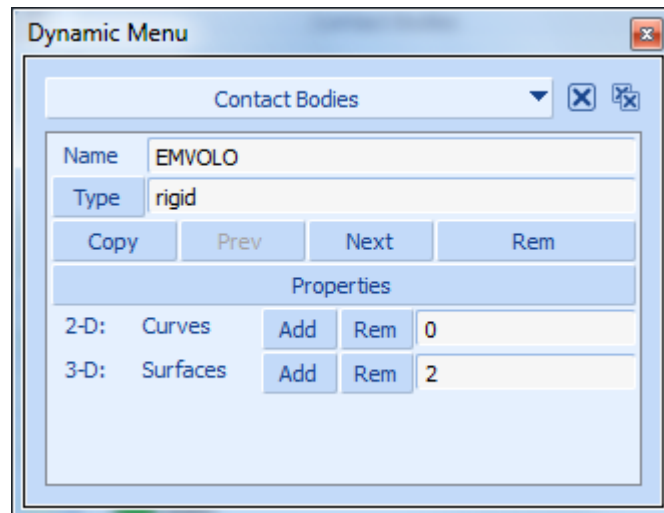 Dynamic Menu
Contact Bodies
Name EMVOLO
Type rigid
Copy Prev Next Rem
Properties
2-D: Curves Add Rem 0
3-D: Surfaces Add Rem 2